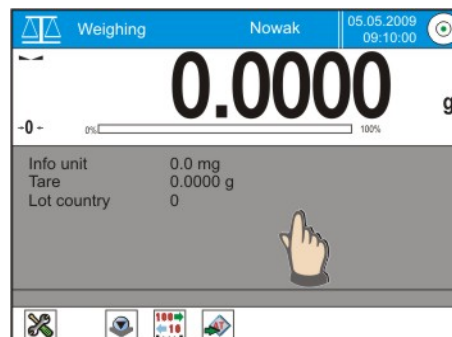 Weighing Nowak 05.05.2009
09:10:00
0.0000 g
→0← 0% 100%
Info unit 0.0 mg
Tare 0.0000 g
Lot country 0
100
10